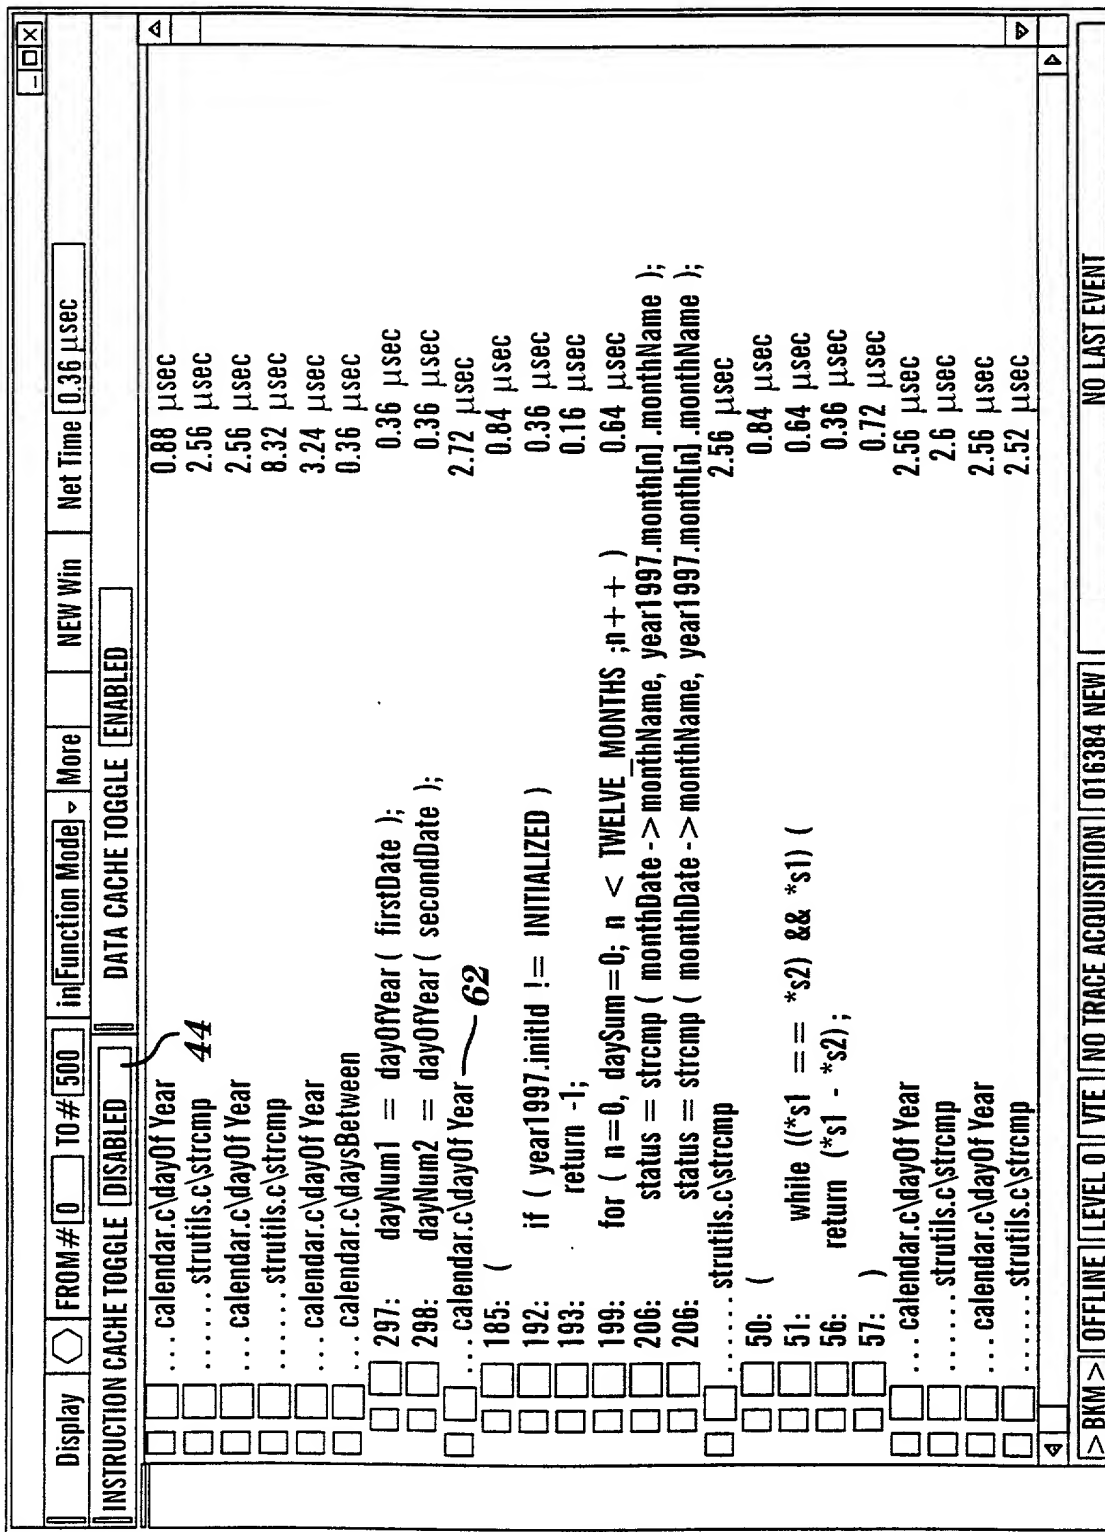 Display FROM# 0 TO# 500 in Function Mode More NEW Win Net Time 0.36 µsec
INSTRUCTION CACHE TOGGLE DISABLED DATA CACHE TOGGLE ENABLED
44
... calendar.c\dayOf Year 0.88 µsec
...... strutils.c\strcmp 2.56 µsec
... calendar.c\dayOf Year 2.56 µsec
...... strutils.c\strcmp 8.32 µsec
... calendar.c\dayOf Year 3.24 µsec
... calendar.c\daysBetween 0.36 µsec
297: dayNum1 = dayOfYear ( firstDate ); 0.36 µsec
298: dayNum2 = dayOfYear ( secondDate ); 0.36 µsec
... calendar.c\dayOf Year 62 2.72 µsec
185: ( 0.84 µsec
192: if ( year1997.initId != INITIALIZED ) 0.36 µsec
193: return -1; 0.16 µsec
199: for ( n=0, daySum=0; n < TWELVE_MONTHS ;n++ ) 0.64 µsec
206: status = strcmp ( monthDate -> monthName, year1997.month[n] .monthName );
206: status = strcmp ( monthDate -> monthName, year1997.month[n] .monthName );
...... strutils.c\strcmp 2.56 µsec
50: ( 0.84 µsec
51: while ((*s1 == *s2) && *s1) ( 0.64 µsec
56: return (*s1 - *s2); 0.36 µsec
57: ) 0.72 µsec
... calendar.c\dayOf Year 2.56 µsec
...... strutils.c\strcmp 2.6 µsec
... calendar.c\dayOf Year 2.56 µsec
...... strutils.c\strcmp 2.52 µsec
> BKM > OFFLINE LEVEL 0 VTE NO TRACE ACQUISITION 016384 NEW NO LAST EVENT